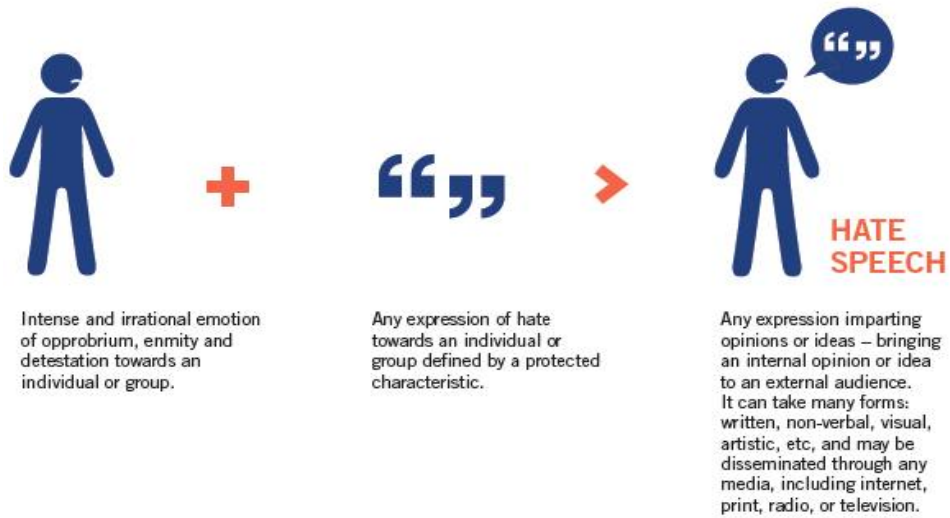 HATE
SPEECH
Intense and irrational emotion
of opprobrium, enmity and
detestation towards an
individual or group.
Any expression of hate
towards an individual or
group defined by a protected
characteristic.
Any expression imparting
opinions or ideas – bringing
an internal opinion or idea
to an external audience.
It can take many forms:
written, non-verbal, visual,
artistic, etc, and may be
disseminated through any
media, including internet,
print, radio, or television.